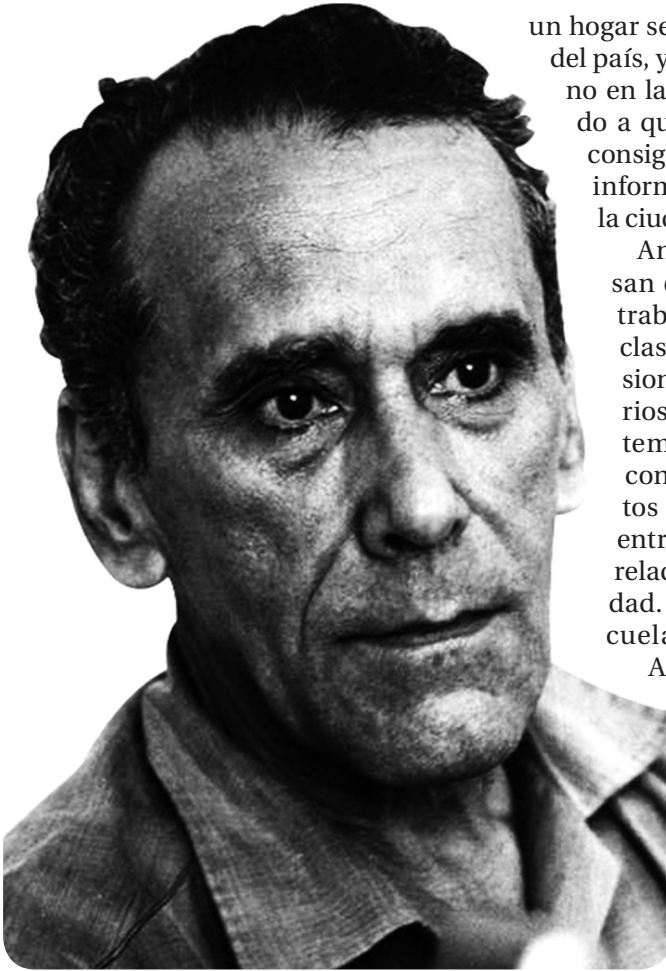 un hogar se
del país, y
no en la
do a qu
consig
inform
la ciud
An
san
trab
clas
sion
rios
tem
con
tos
entr
relac
dad.
cuela
A